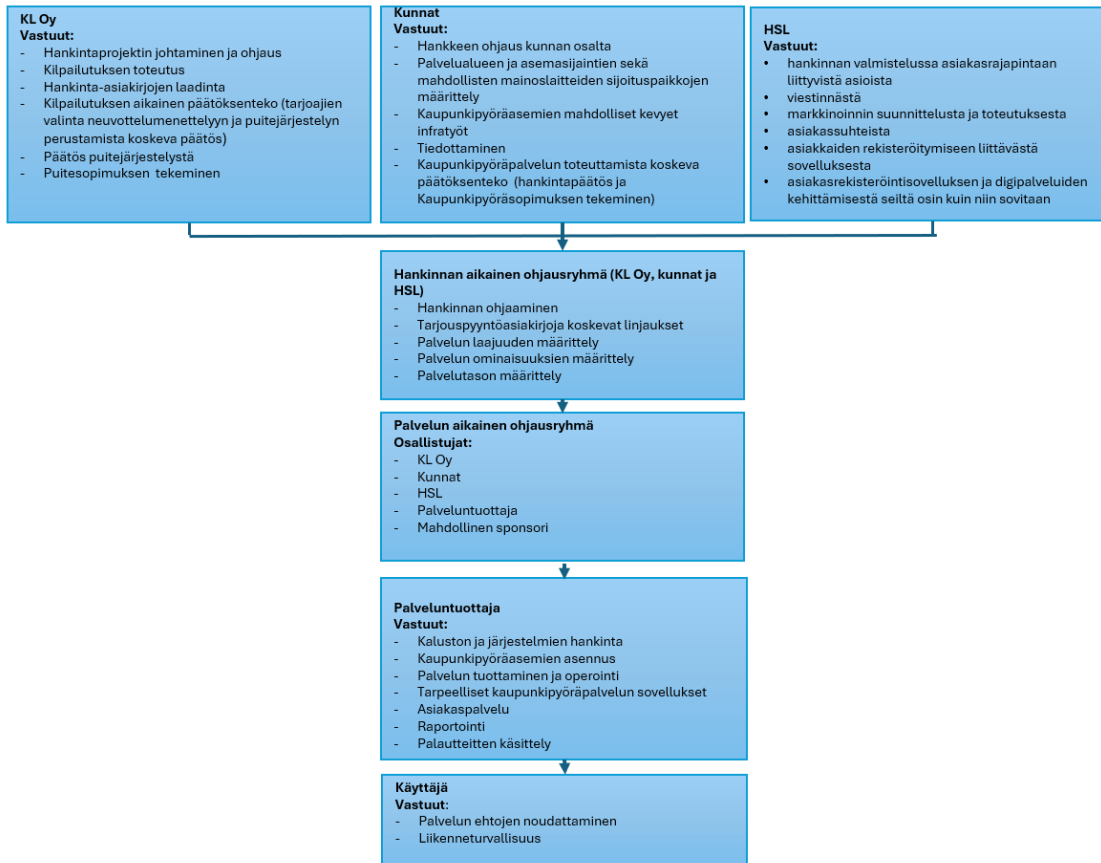 KL Oy
Vastuut:
- Hankintaprojektin johtaminen ja ohjaus
- Kilpailutuksen toteutus
- Hankinta-asiakirjojen laadinta
- Kilpailutuksen aikainen päätöksenteko (tarjoajien
valinta neuvottelumenettelyyn ja puitejärjestelyn
perustamista koskeva päätös)
- Päätös puitejärjestelystä
- Puitesopimuksen tekeminen
Kunnat
Vastuut:
- Hankkeen ohjaus kunnan osalta
- Palvelualueen ja asemasijaintien sekä
mahdollisten mainoslaitteiden sijoituspaikkojen
määrittely
- Kaupunkipyöräasemien mahdolliset kevyet
infratyöt
- Tiedottaminen
- Kaupunkipyöräpalvelun toteuttamista koskeva
päätöksenteko (hankintapäätös ja
Kaupunkipyöräsopimuksen tekeminen)
HSL
Vastuut:
• hankinnan valmistelussa asiakasrajapintaan
liittyvistä asioista
• viestinnästä
• markkinoinnin suunnittelusta ja toteutuksesta
• asiakassuhteista
• asiakkaiden rekisteröitymiseen liittävästä
sovelluksesta
• asiakasrekisteröintisovelluksen ja digipalveluiden
kehittämisestä seiltä osin kuin niin sovitaan
Hankinnan aikainen ohjausryhmä (KL Oy, kunnat ja
HSL)
- Hankinnan ohjaaminen
- Tarjouspyyntöasiakirjoja koskevat linjaukset
- Palvelun laajuuden määrittely
- Palvelun ominaisuuksien määrittely
- Palvelutason määrittely
Palvelun aikainen ohjausryhmä
Osallistujat:
- KL Oy
- Kunnat
- HSL
- Palveluntuottaja
- Mahdollinen sponsori
Palveluntuottaja
Vastuut:
- Kaluston ja järjestelmien hankinta
- Kaupunkipyöräasemien asennus
- Palvelun tuottaminen ja operointi
- Tarpeelliset kaupunkipyöräpalvelun sovellukset
- Asiakaspalvelu
- Raportointi
- Palautteitten käsittely
Käyttäjä
Vastuut:
- Palvelun ehtojen noudattaminen
- Liikenneturvallisuus